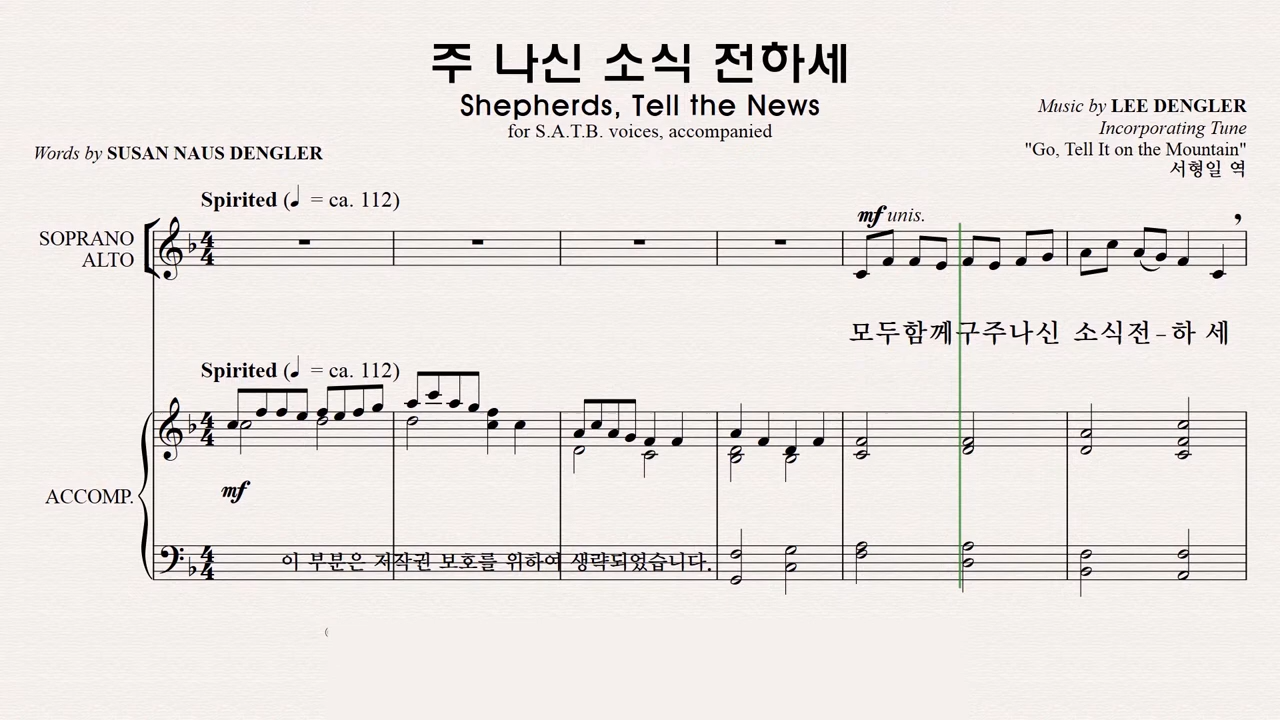 주 나신 소식 전하세
Shepherds, Tell the News
for S.A.T.B. voices, accompanied
Music by LEE DENGLER
Incorporating Tune
"Go, Tell It on the Mountain"
서형일 역
Words by SUSAN NAUS DENGLER
Spirited (♩ = ca. 112)
mf unis.
SOPRANO
ALTO
모두함께구주나신 소식전-하 세
Spirited (♩ = ca. 112)
mf
ACCOMP.
이 부분은 저작권 보호를 위하여 생략되었습니다.